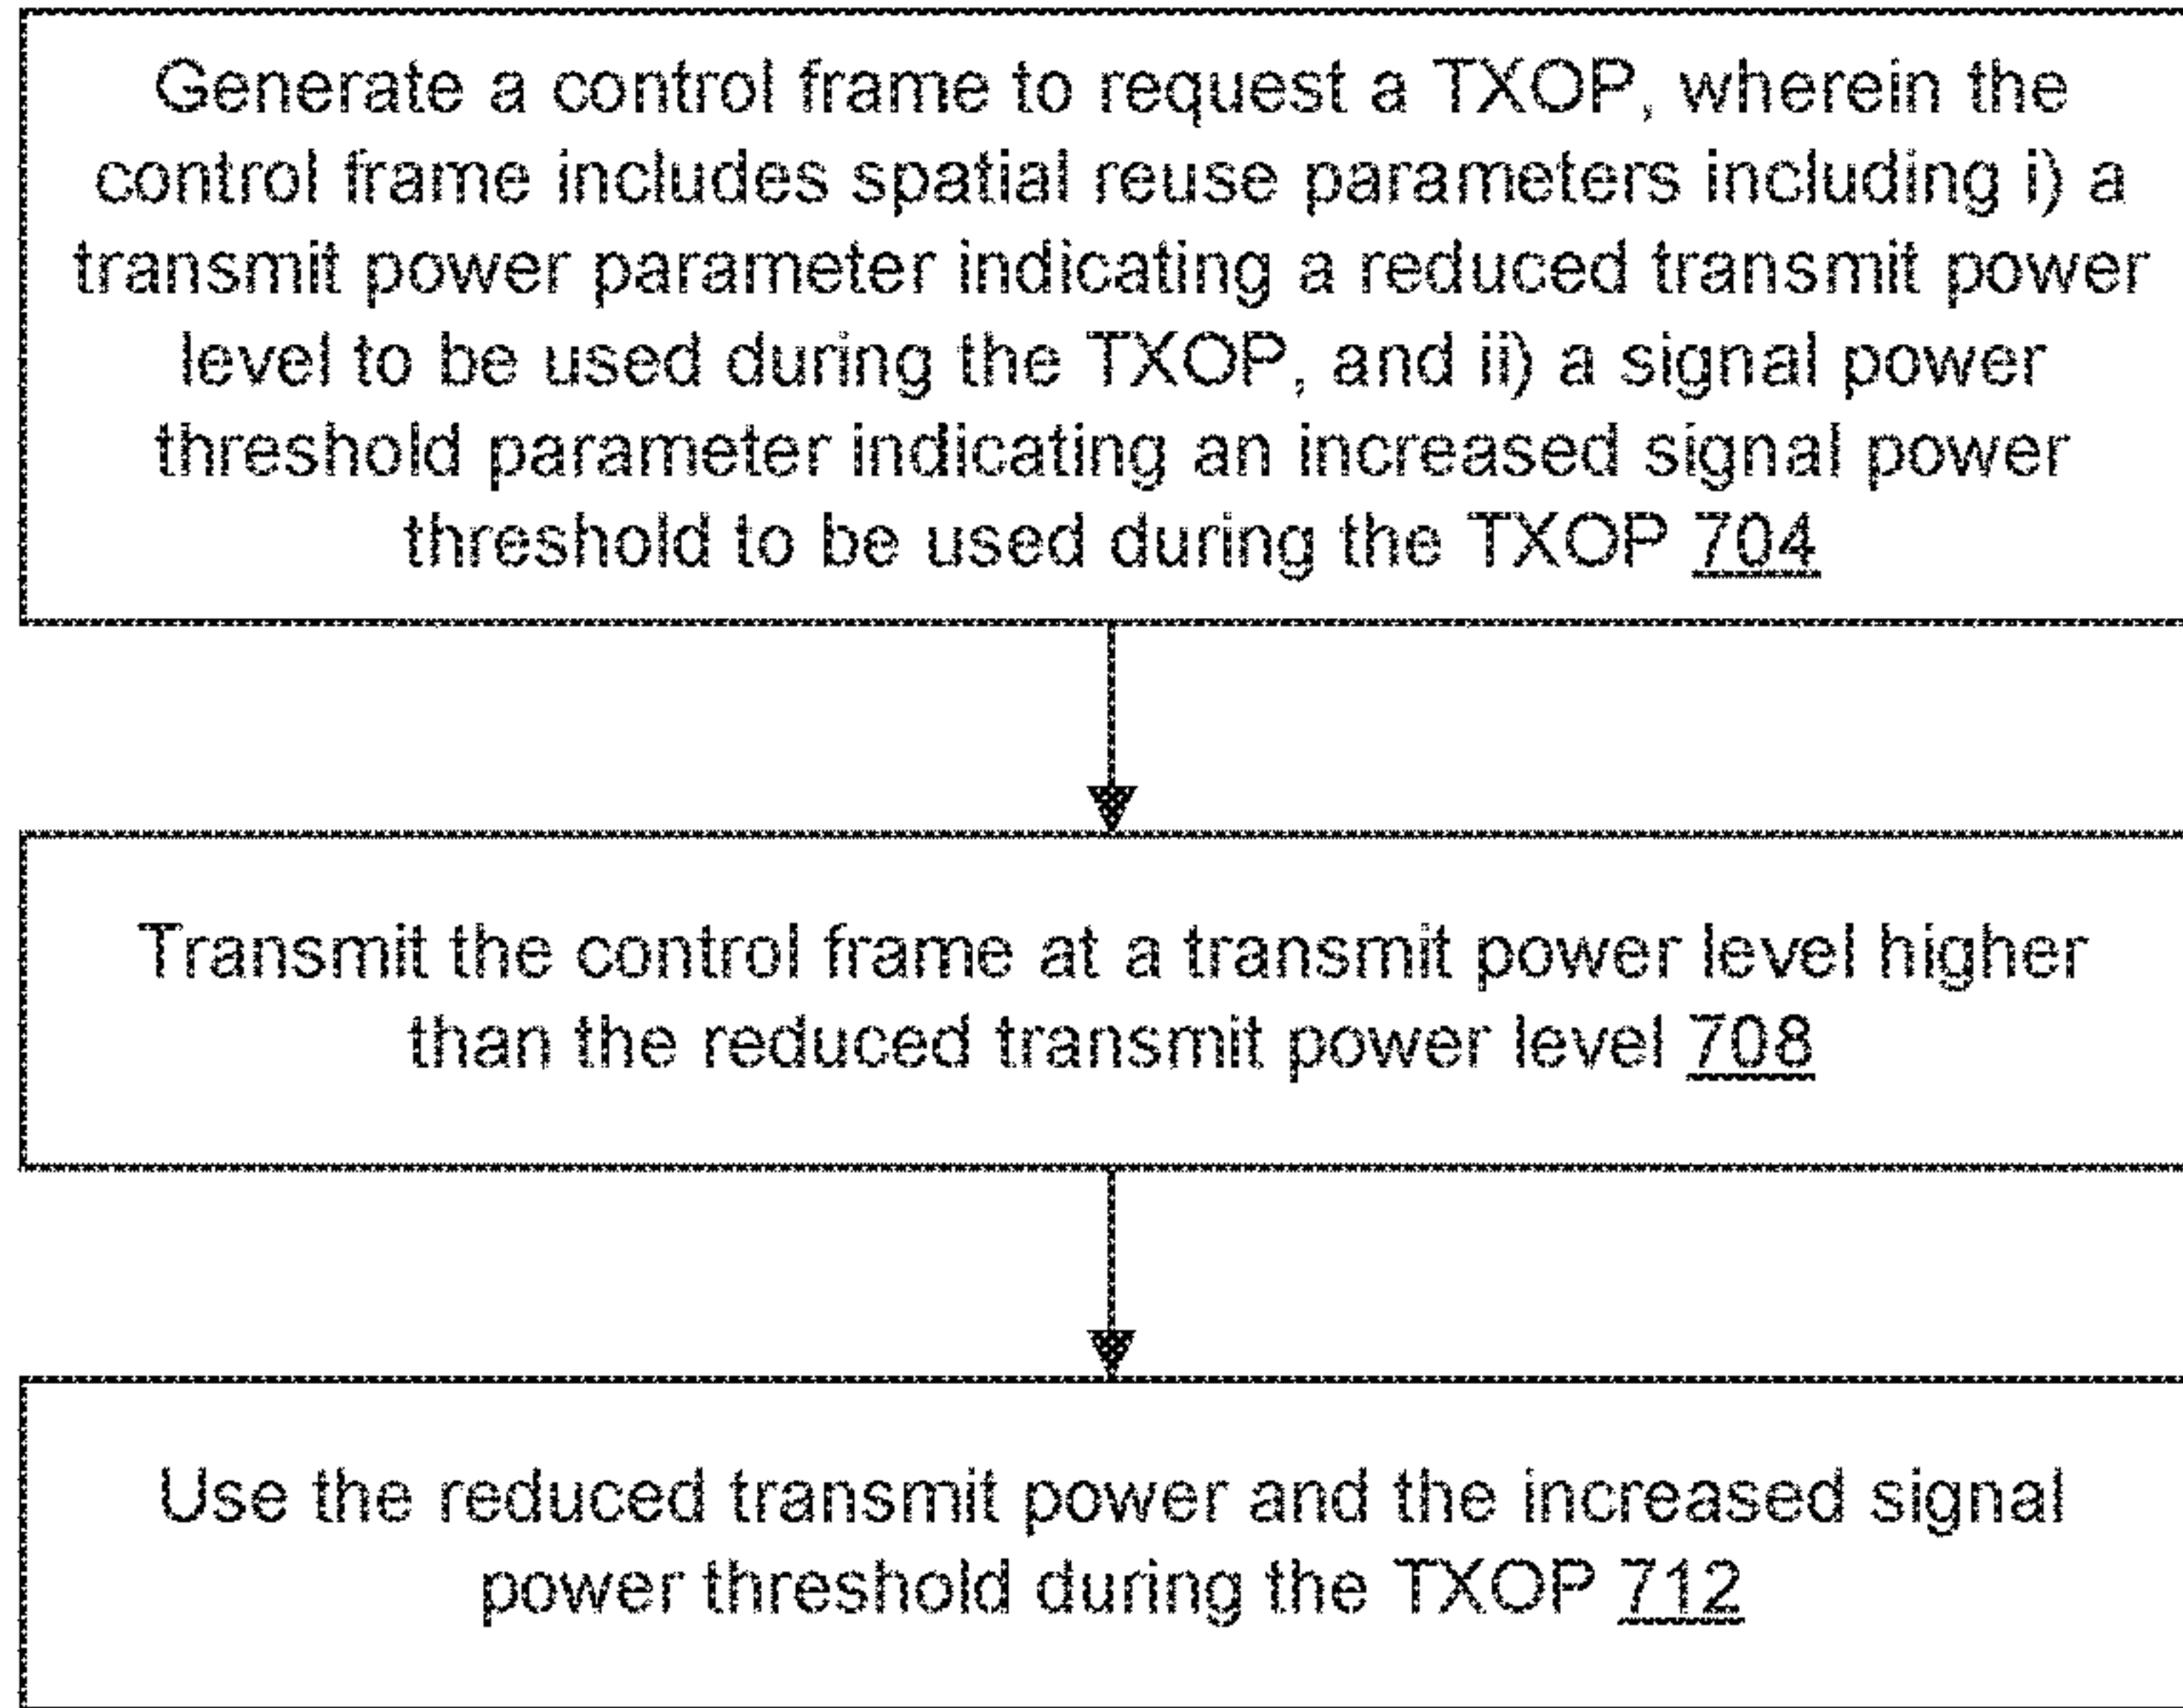 Generate a control frame to request a TXOP, wherein the
control frame includes spatial reuse parameters including i) a
transmit power parameter indicating a reduced transmit power
level to be used during the TXOP, and ii) a signal power
threshold parameter indicating an increased signal power
threshold to be used during the TXOP 704
Transmit the control frame at a transmit power level higher
than the reduced transmit power level 708
Use the reduced transmit power and the increased signal
power threshold during the TXOP 712